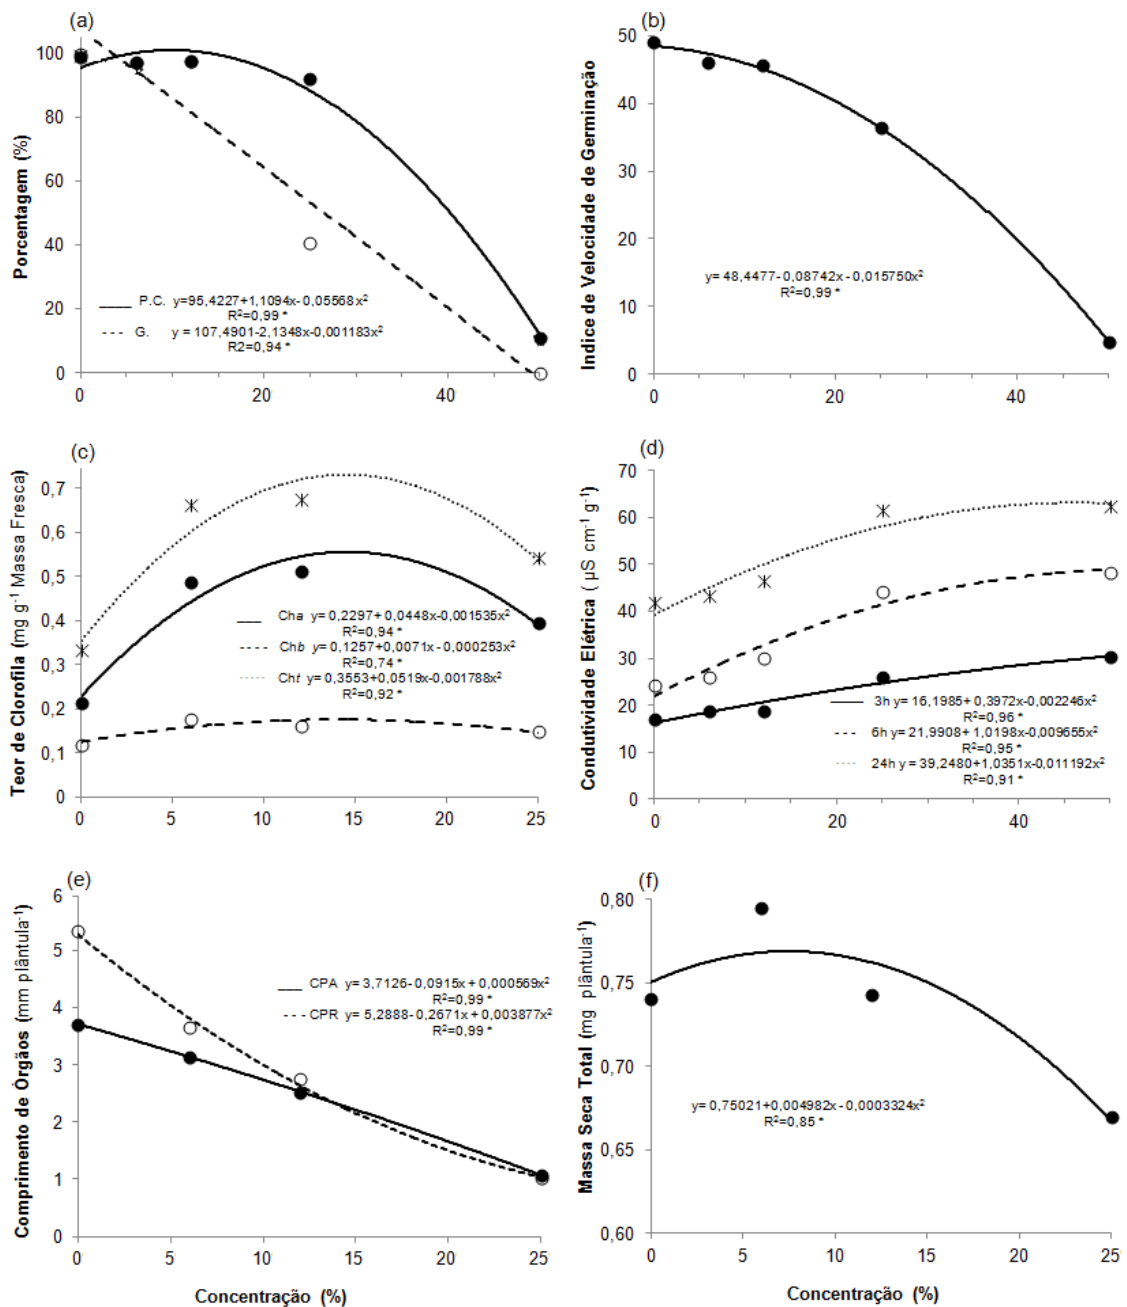 (a)
Porcentagem (%)
100
80
60
40
20
0
P.C. y=95,4227+1,1094x-0,05568x²
R²=0,99 *
G. y = 107,4901-2,1348x-0,001183x²
R2=0,94 *
0
20
40
(b)
Indice de Velocidade de Germinação
50
40
30
20
10
0
y= 48,4477-0,08742x-0,015750x²
R²=0,99 *
0
20
40
(c)
Teor de Clorofila (mg g⁻¹ Massa Fresca)
0,7
0,6
0,5
0,4
0,3
0,2
0,1
0
Cha y = 0,2297+0,0448x-0,001535x²
R²=0,94 *
Chb y = 0,1257+0,0071x-0,000253x²
R²=0,74 *
Cht y = 0,3553+0,0519x-0,001788x²
R²=0,92 *
0
5
10
15
20
25
(d)
Condutividade Elétrica ( µS cm⁻¹ g⁻¹)
70
60
50
40
30
20
10
0
3h y= 16,1985+0,3972x-0,002246x²
R²=0,96 *
6h y= 21,9908+1,0198x-0,009655x²
R²=0,95 *
24h y = 39,2480+1,0351x-0,011192x²
R²=0,91 *
0
20
40
(e)
Comprimento de Órgãos (mm plântula⁻¹)
6
5
4
3
2
1
0
CPA y= 3,7126-0,0915x+0,000569x²
R²=0,99 *
CPR y= 5,2888-0,2671x+0,003877x²
R²=0,99 *
0
5
10
15
20
25
Concentração (%)
(f)
Massa Seca Total (mg plântula⁻¹)
0,80
0,75
0,70
0,65
0,60
y= 0,75021+0,004982x-0,0003324x²
R²=0,85 *
0
5
10
15
20
25
Concentração (%)